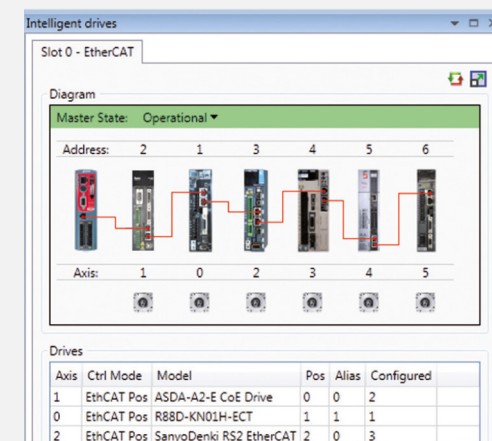 Intelligent drives
Slot 0 - EtherCAT
Diagram
Master State: Operational
Address: 2 1 3 4 5 6
Axis: 1 0 2 3 4 5
Drives
Axis Ctrl Mode Model Pos Alias Configured
1 EthCAT Pos ASDA-A2-E CoE Drive 0 0 2
0 EthCAT Pos R88D-KN01H-ECT 1 1 1
2 EthCAT Pos SanyoDenki RS2 EtherCAT 2 0 3